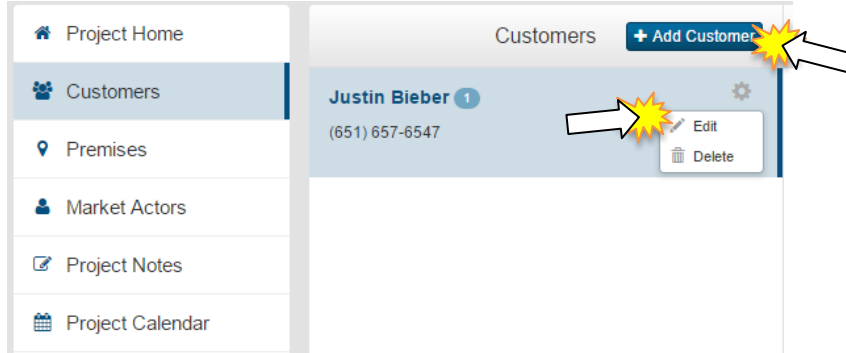 Project Home
Customers
Premises
Market Actors
Project Notes
Project Calendar
Customers
+ Add Customer
Justin Bieber 1
(651) 657-6547
Edit
Delete